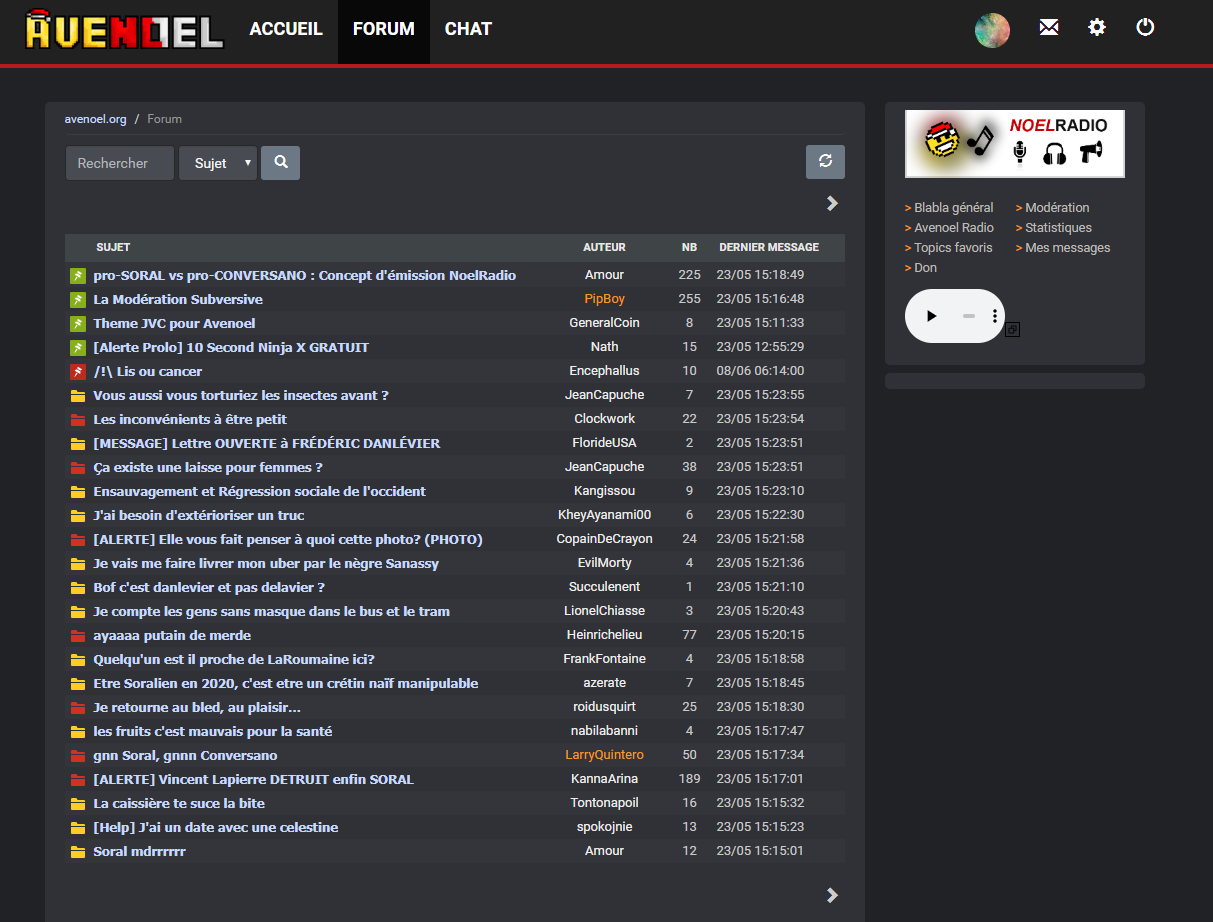 AVENOEL ACCUEIL FORUM CHAT
avenoel.org / Forum
Rechercher Sujet
SUJET AUTEUR NB DERNIER MESSAGE
pro-SORAL vs pro-CONVERSANO : Concept d'émission NoelRadio Amour 225 23/05 15:18:49
La Modération Subversive PipBoy 255 23/05 15:16:48
Theme JVC pour Avenoel GeneralCoin 8 23/05 15:11:33
[Alerte Prolo] 10 Second Ninja X GRATUIT Nath 15 23/05 12:55:29
/!\ Lis ou cancer Encephallus 10 08/06 06:14:00
Vous aussi vous torturiez les insectes avant ? JeanCapuche 7 23/05 15:23:55
Les inconvénients à être petit Clockwork 22 23/05 15:23:54
[MESSAGE] Lettre OUVERTE à FRÉDÉRIC DANLÉVIER FlorideUSA 2 23/05 15:23:51
Ça existe une laisse pour femmes ? JeanCapuche 38 23/05 15:23:51
Ensauvagement et Régression sociale de l'occident Kangissou 9 23/05 15:23:10
J'ai besoin d'extérioriser un truc KheyAyanami00 6 23/05 15:22:30
[ALERTE] Elle vous fait penser à quoi cette photo? (PHOTO) CopainDeCrayon 24 23/05 15:21:58
Je vais me faire livrer mon uber par le nègre Sanassy EvilMorty 4 23/05 15:21:36
Bof c'est danlevier et pas delavier ? Succulenent 1 23/05 15:21:10
Je compte les gens sans masque dans le bus et le tram LionelChiasse 3 23/05 15:20:43
ayaaaa putain de merde Heinrichelieu 77 23/05 15:20:15
Quelqu'un est il proche de LaRoumaine ici? FrankFontaine 4 23/05 15:18:58
Etre Soralien en 2020, c'est etre un crétin naïf manipulable azerate 7 23/05 15:18:45
Je retourne au bled, au plaisir... roidusquirt 25 23/05 15:18:30
les fruits c'est mauvais pour la santé nabilabanni 4 23/05 15:17:47
gnn Soral, gnnn Conversano LarryQuintero 50 23/05 15:17:34
[ALERTE] Vincent Lapierre DETRUIT enfin SORAL KannaArina 189 23/05 15:17:01
La caissière te suce la bite Tontonapoil 16 23/05 15:15:32
[Help] J'ai un date avec une celestine spokojnie 13 23/05 15:15:23
Soral mdrrrrrr Amour 12 23/05 15:15:01
NOELRADIO
> Blabla général > Modération
> Avenoel Radio > Statistiques
> Topics favoris > Mes messages
> Don